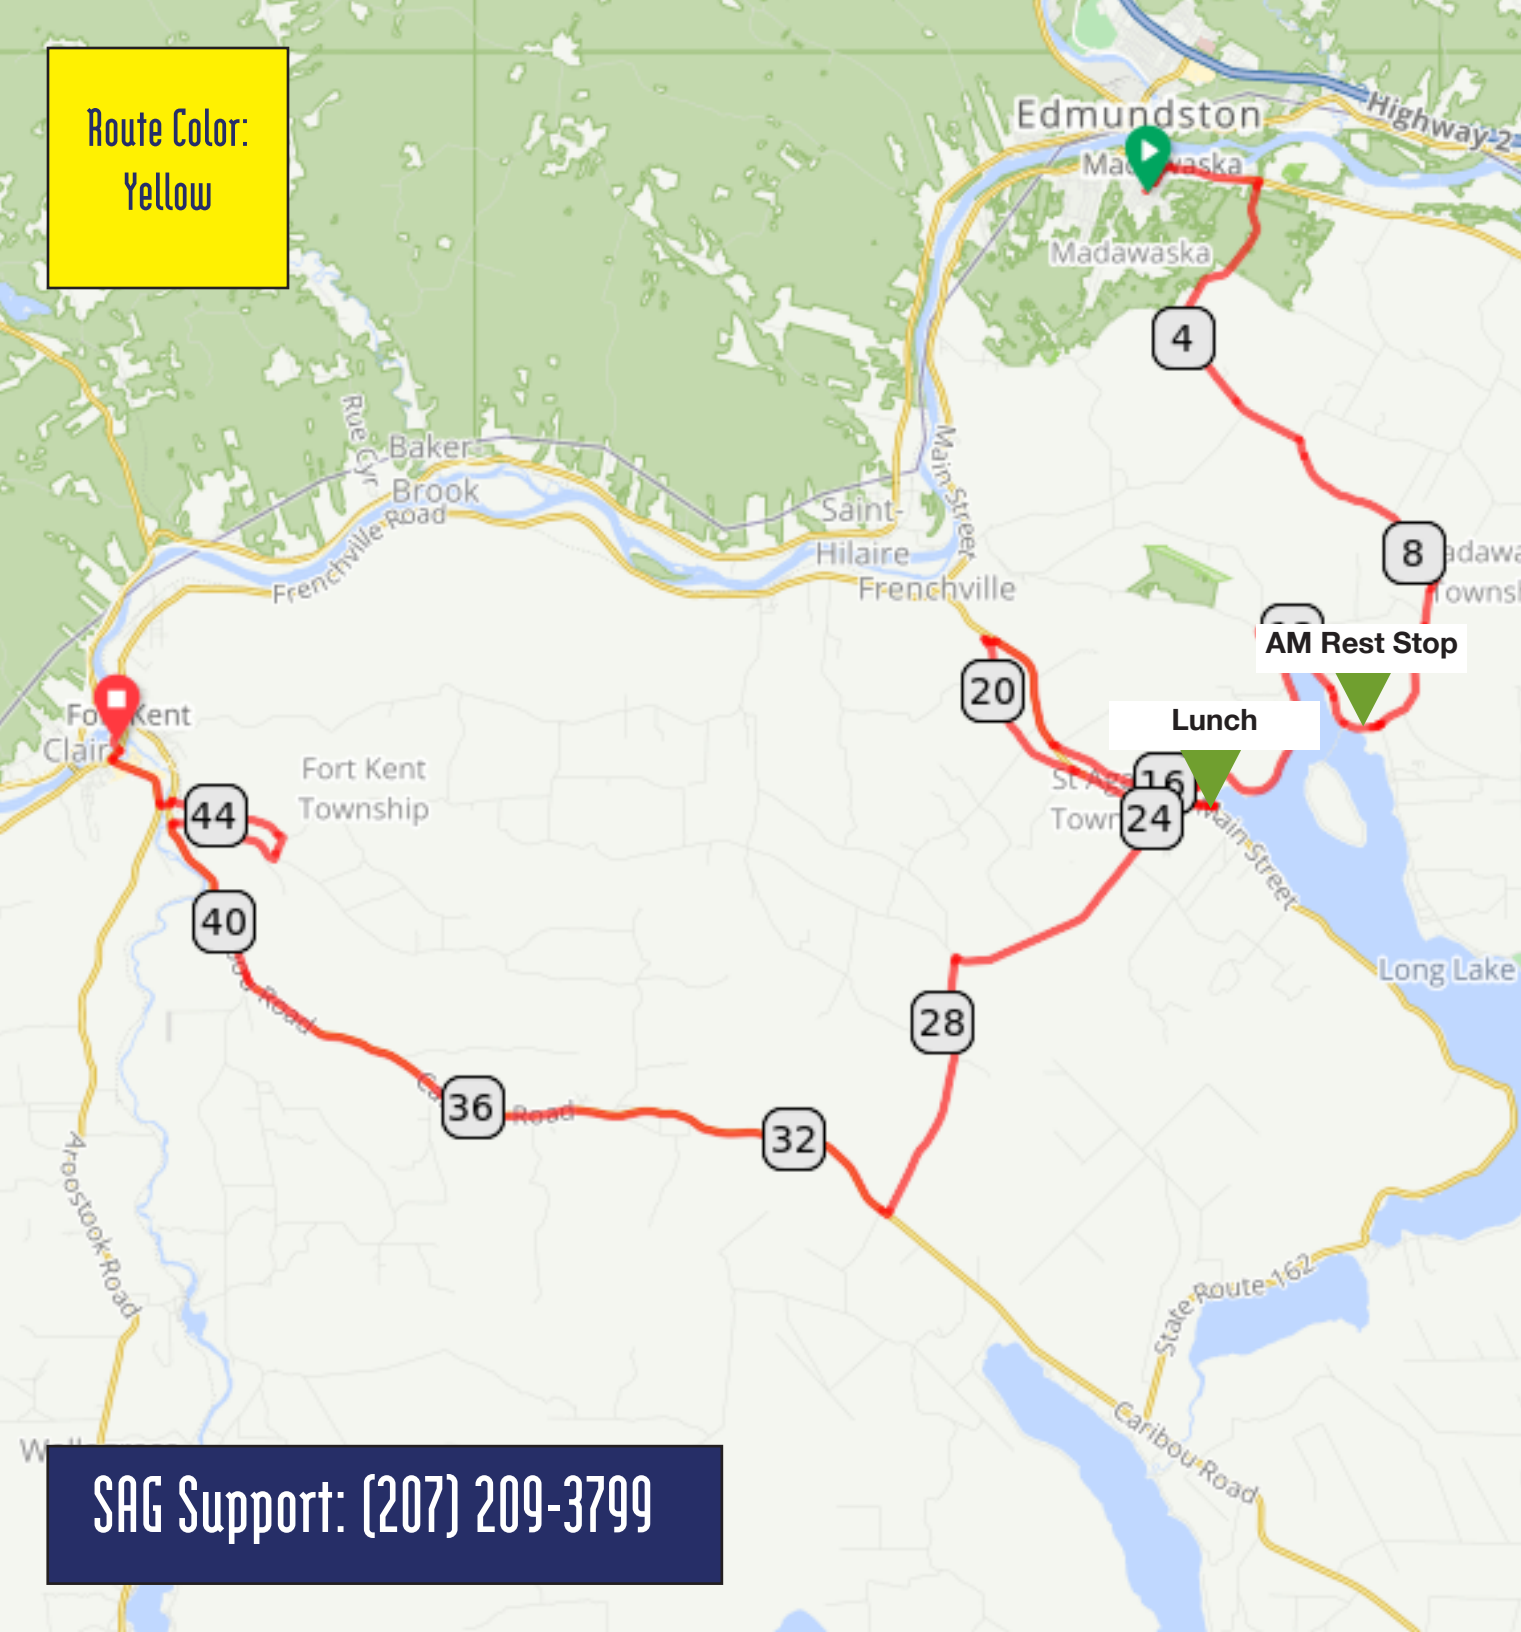 Route Color:
Yellow
Edmundston
Highway 2
Madawaska
4
Rue Cyr
Baker
Brook
Frenchville Road
Main Street
Saint-
Hilaire
Frenchville
8
AM Rest Stop
20
Lunch
16
24
Main Street
Fort Kent
Township
44
40
Road
Long Lake
28
36
Road
32
Aroostook Road
State Route 162
Caribou Road
SAG Support: (207) 209-3799